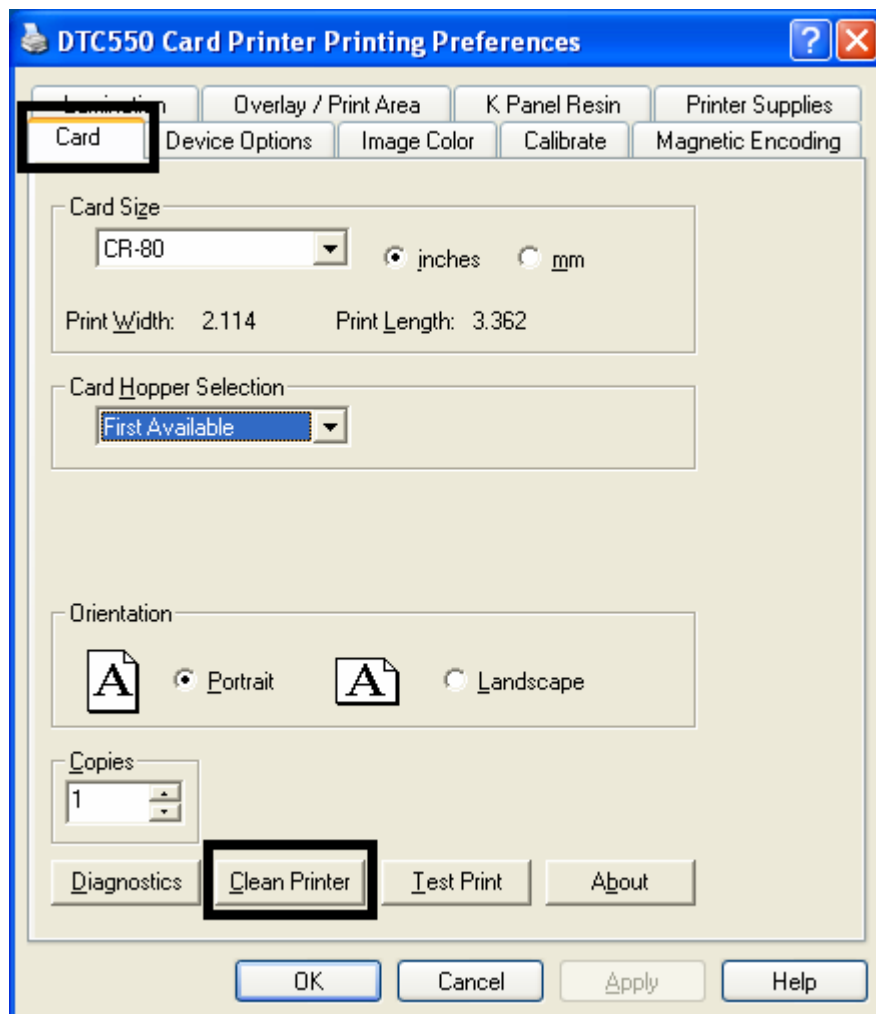 DTC550 Card Printer Printing Preferences
Lamination Overlay / Print Area K Panel Resin Printer Supplies
Card Device Options Image Color Calibrate Magnetic Encoding
Card Size
CR-80 inches mm
Print Width: 2.114 Print Length: 3.362
Card Hopper Selection
First Available
Orientation
A Portrait A Landscape
Copies
1
Diagnostics Clean Printer Test Print About
OK Cancel Apply Help